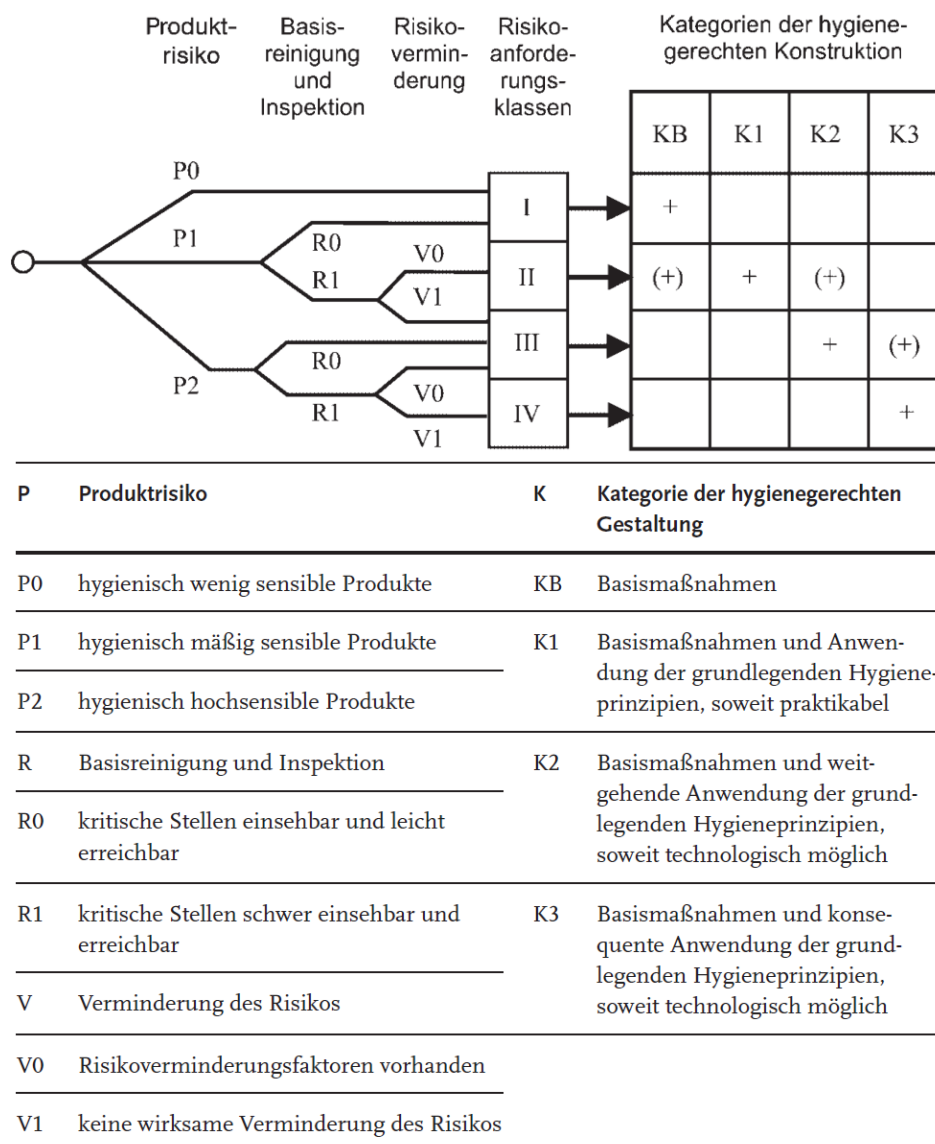 Produkt-
risiko
Basis-
reinigung
und
Inspektion
Risiko-
vermin-
derung
Risiko-
anforde-
rungs-
klassen
Kategorien der hygiene-
gerechten Konstruktion
KB K1 K2 K3
P0
I +
P1
R0
V0
R1
V1
II (+) + (+)
III + (+)
R0
P2
V0
R1
V1
IV +
P Produktrisiko
K Kategorie der hygienegerechten
Gestaltung
P0 hygienisch wenig sensible Produkte
KB Basismaßnahmen
P1 hygienisch mäßig sensible Produkte
K1 Basismaßnahmen und Anwen-
dung der grundlegenden Hygiene-
prinzipien, soweit praktikabel
P2 hygienisch hochsensible Produkte
R Basisreinigung und Inspektion
K2 Basismaßnahmen und weit-
gehende Anwendung der grund-
legenden Hygieneprinzipien,
soweit technologisch möglich
R0 kritische Stellen einsehbar und leicht
erreichbar
R1 kritische Stellen schwer einsehbar und
erreichbar
K3 Basismaßnahmen und konse-
quente Anwendung der grund-
legenden Hygieneprinzipien,
soweit technologisch möglich
V Verminderung des Risikos
V0 Risikoverminderungsfaktoren vorhanden
V1 keine wirksame Verminderung des Risikos